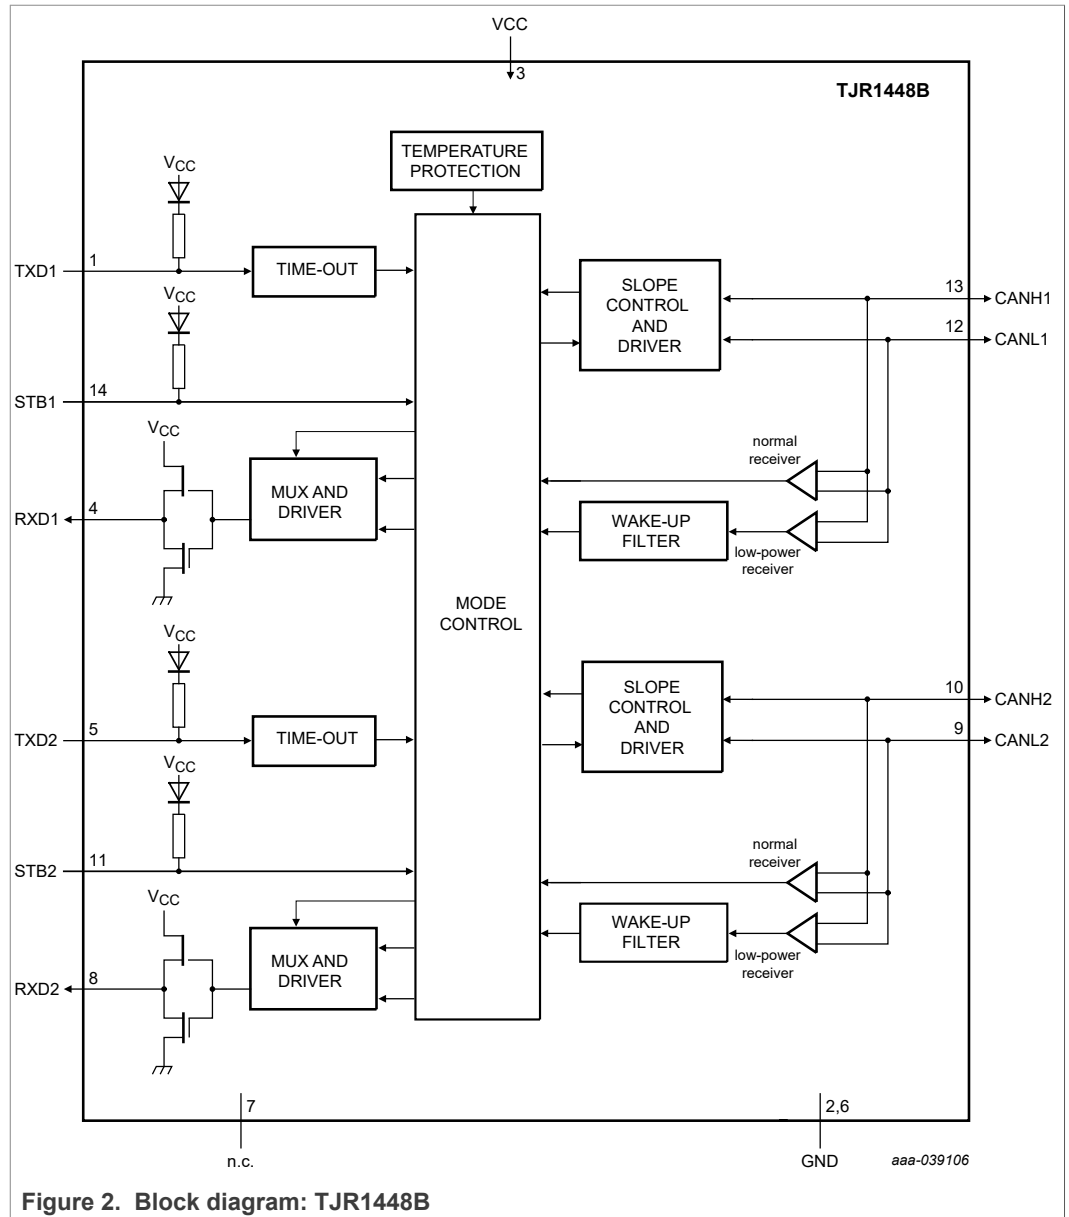 VCC
3
TJR1448B
TEMPERATURE
PROTECTION
VCC
TXD1
1
TIME-OUT
VCC
STB1
14
VCC
RXD1
4
MUX AND
DRIVER
SLOPE
CONTROL
AND
DRIVER
13
CANH1
12
CANL1
normal
receiver
WAKE-UP
FILTER
low-power
receiver
MODE
CONTROL
VCC
TXD2
5
TIME-OUT
VCC
STB2
11
VCC
RXD2
8
MUX AND
DRIVER
SLOPE
CONTROL
AND
DRIVER
10
CANH2
9
CANL2
normal
receiver
WAKE-UP
FILTER
low-power
receiver
7
n.c.
2,6
GND
aaa-039106
Figure 2. Block diagram: TJR1448B